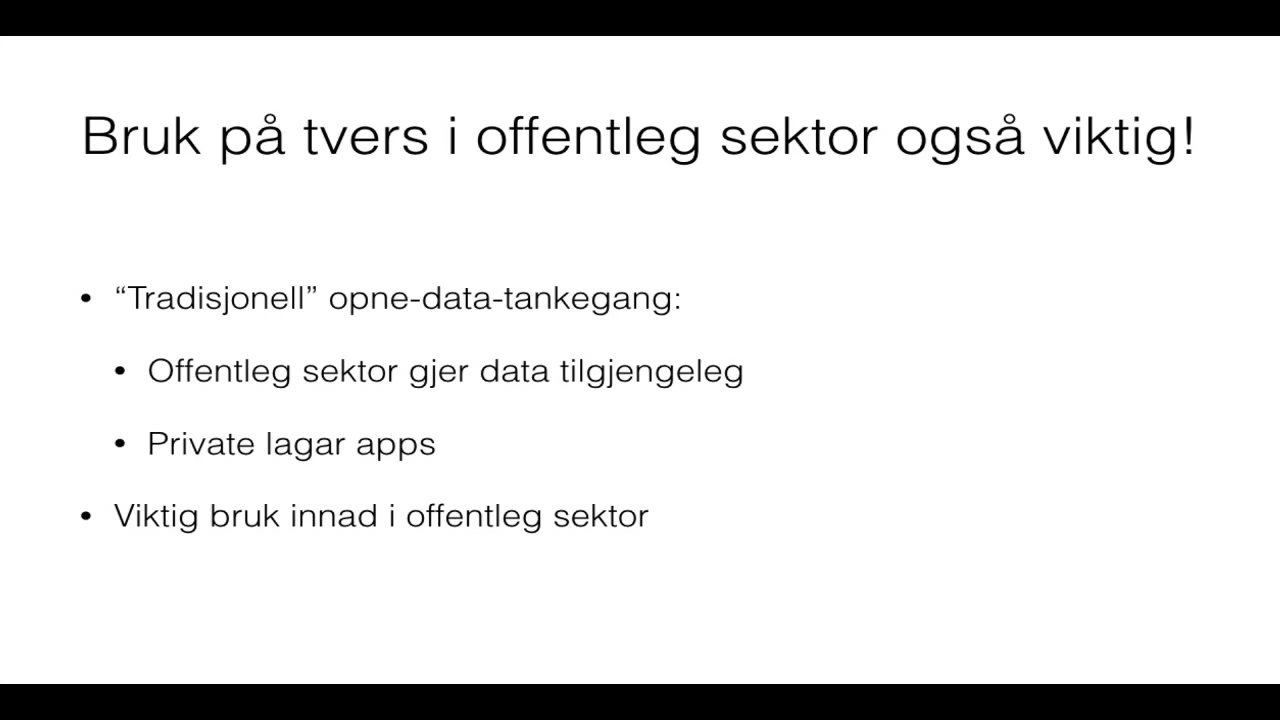 Bruk på tvers i offentleg sektor også viktig!
• “Tradisjonell” opne-data-tankegang:
• Offentleg sektor gjer data tilgjengeleg
• Private lagar apps
• Viktig bruk innad i offentleg sektor